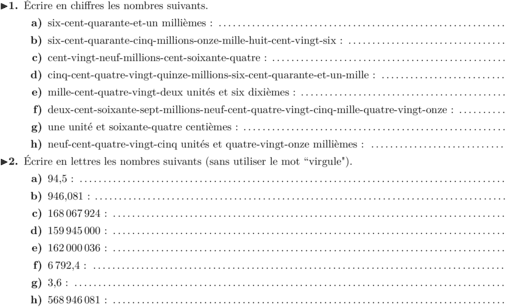 ▶1. Écrire en chiffres les nombres suivants.
a) six-cent-quarante-et-un millièmes : ........................................................................
b) six-cent-quarante-cinq-millions-onze-mille-huit-cent-vingt-six : ........................................
c) cent-vingt-neuf-millions-cent-soixante-quatre : ............................................................
d) cinq-cent-quatre-vingt-quinze-millions-six-cent-quarante-et-un-mille : ................................
e) mille-cent-quatre-vingt-deux unités et six dixièmes : ....................................................
f) deux-cent-soixante-sept-millions-neuf-cent-quatre-vingt-cinq-mille-quatre-vingt-onze : ............
g) une unité et soixante-quatre centièmes : ..................................................................
h) neuf-cent-quatre-vingt-cinq unités et quatre-vingt-onze millièmes : ..................................
▶2. Écrire en lettres les nombres suivants (sans utiliser le mot “virgule").
a) 94,5 : ............................................................................................................
b) 946,081 : ........................................................................................................
c) 168 067 924 : ...................................................................................................
d) 159 945 000 : ...................................................................................................
e) 162 000 036 : ...................................................................................................
f) 6 792,4 : ........................................................................................................
g) 3,6 : .............................................................................................................
h) 568 946 081 : ...................................................................................................